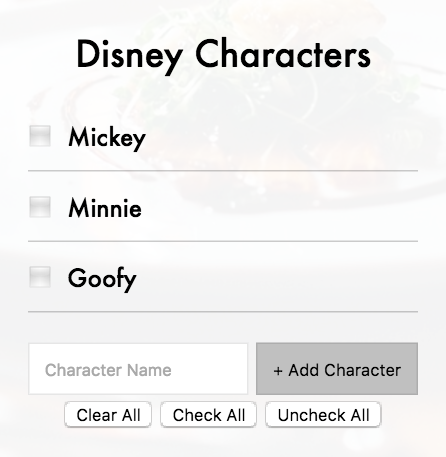 Disney Characters
Mickey
Minnie
Goofy
Character Name + Add Character
Clear All Check All Uncheck All